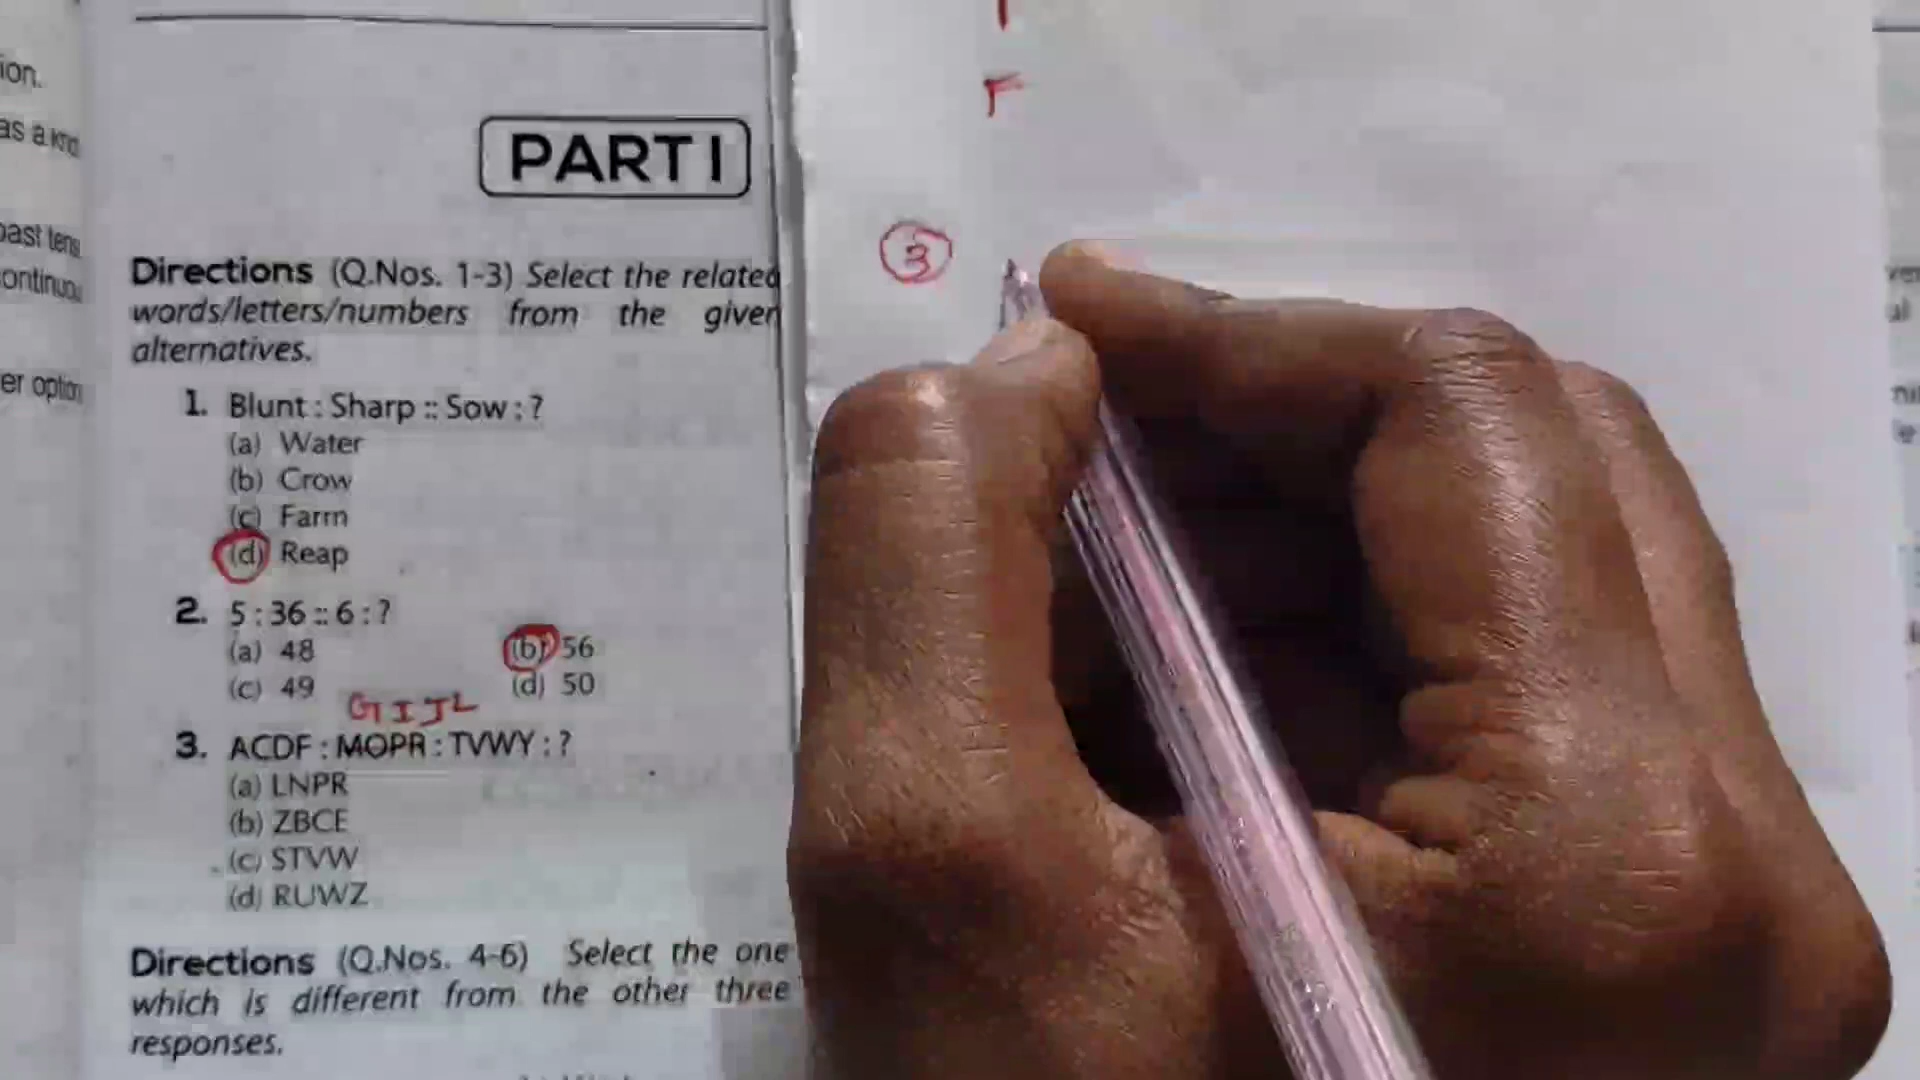 ion.
as a kno
past tens
continuou
er option
PART I
Directions (Q.Nos. 1-3) Select the related
words/letters/numbers from the given
alternatives.
1. Blunt : Sharp :: Sow : ?
(a) Water
(b) Crow
(c) Farm
(d) Reap
2. 5 : 36 :: 6 : ?
(a) 48 (b) 56
(c) 49 (d) 50
GIJL
3. ACDF : MOPR : TVWY : ?
(a) LNPR
(b) ZBCE
(c) STVW
(d) RUWZ
Directions (Q.Nos. 4-6) Select the one
which is different from the other three
responses.
3